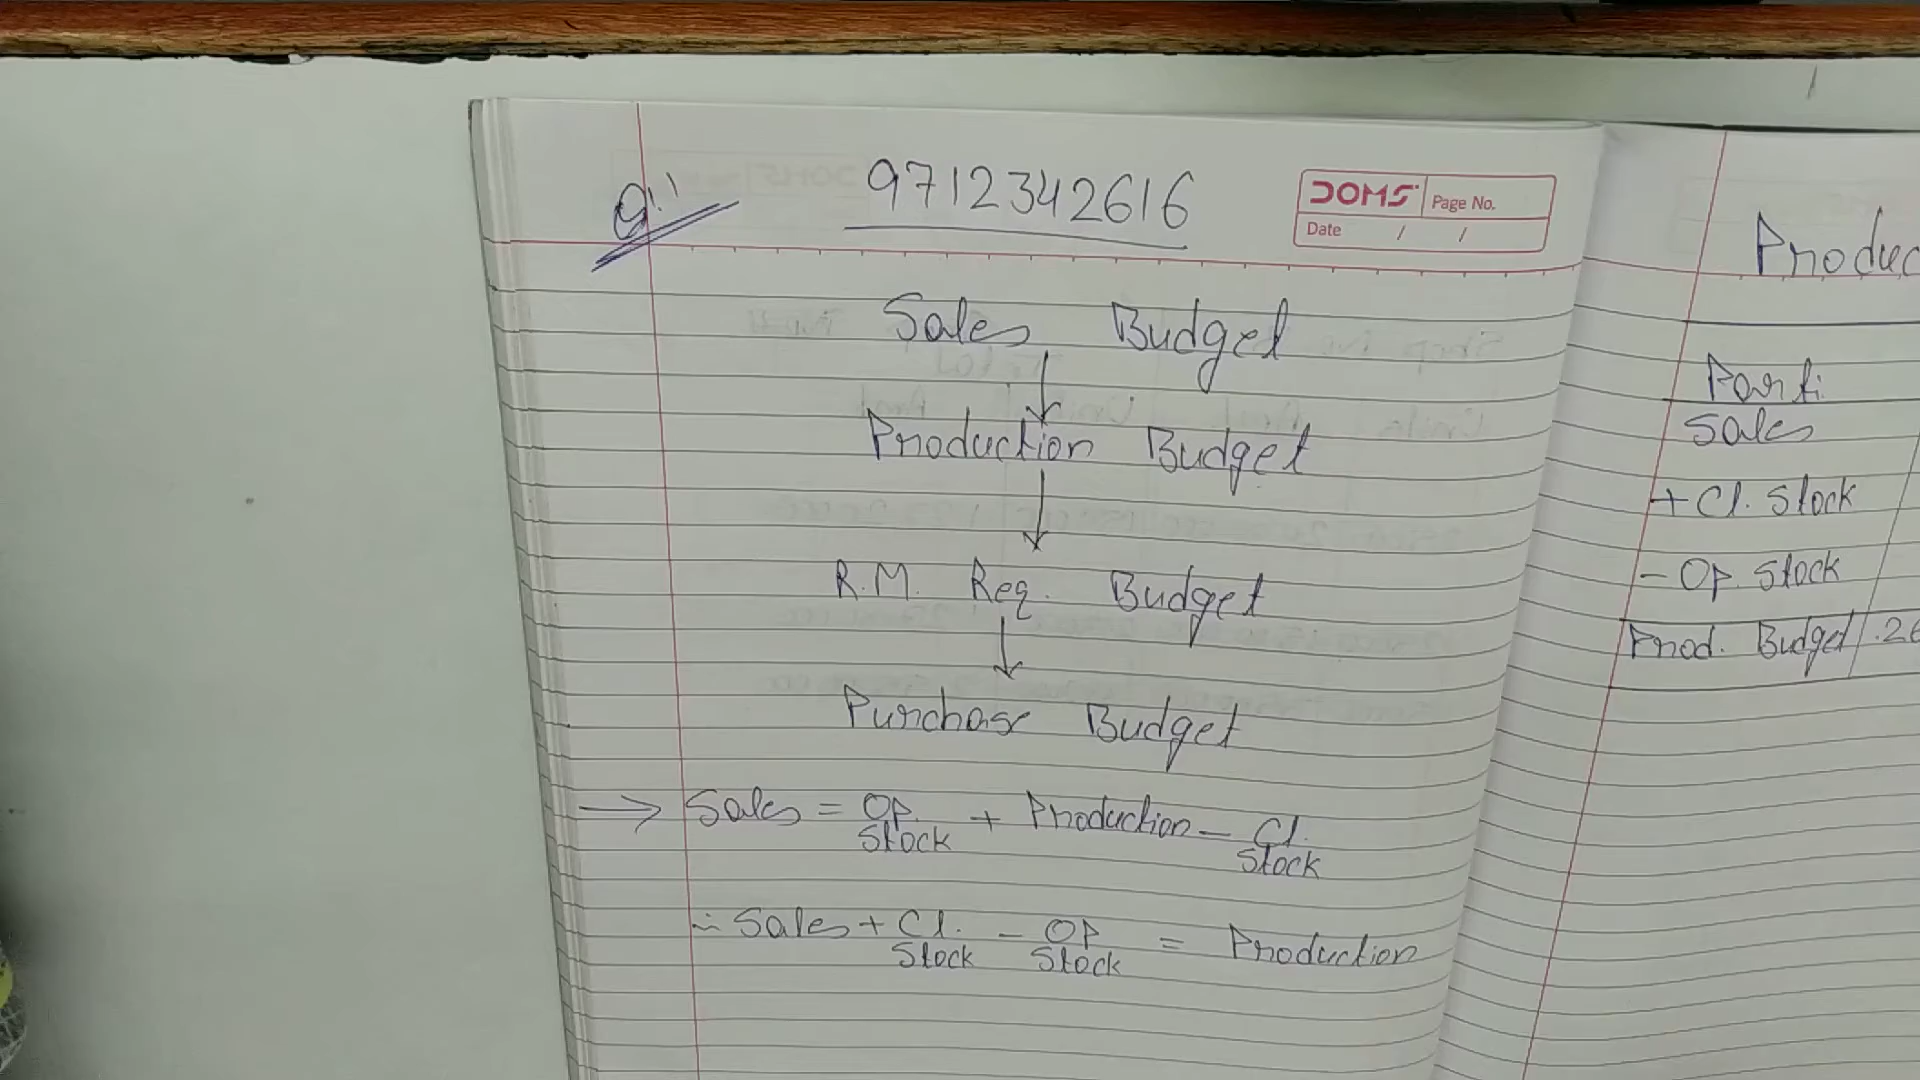 9712342616
DOMS Page No.
Date / /
Sales Budget
Production Budget
R.M. Req. Budget
Purchase Budget
→ Sales = Op. Stock + Production - Cl. Stock
∴ Sales + Cl. Stock - Op Stock = Production
Produc
Parti.
Sales
+ Cl. Stock
- Op. Stock
Prod. Budget